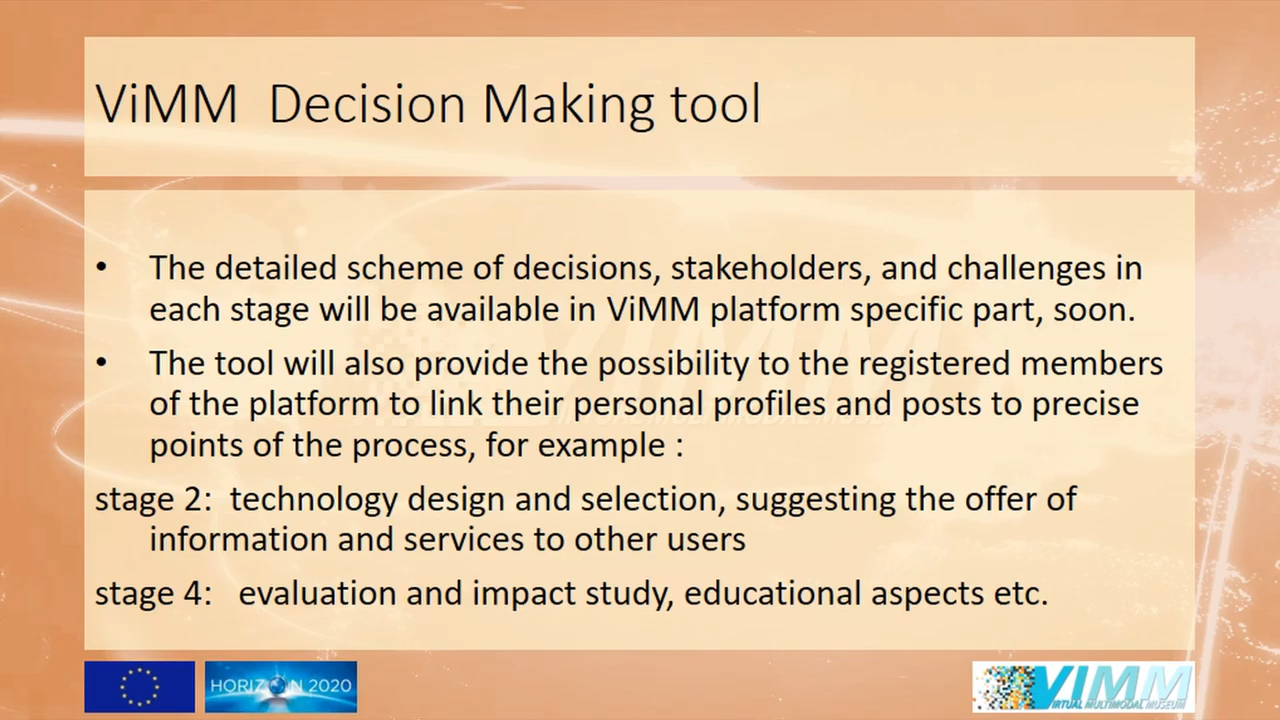 ViMM Decision Making tool
• The detailed scheme of decisions, stakeholders, and challenges in
each stage will be available in ViMM platform specific part, soon.
• The tool will also provide the possibility to the registered members
of the platform to link their personal profiles and posts to precise
points of the process, for example :
stage 2: technology design and selection, suggesting the offer of
information and services to other users
stage 4: evaluation and impact study, educational aspects etc.
HORIZON 2020
VIMM
VIRTUAL MULTIMODAL MUSEUM